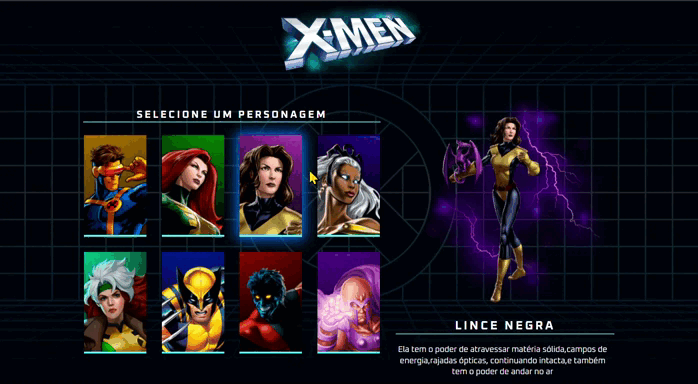 X-MEN
SELECIONE UM PERSONAGEM
LINCE NEGRA
Ela tem o poder de atravessar matéria sólida,campos de
energia,rajadas ópticas, continuando intacta,e também
tem o poder de andar no ar